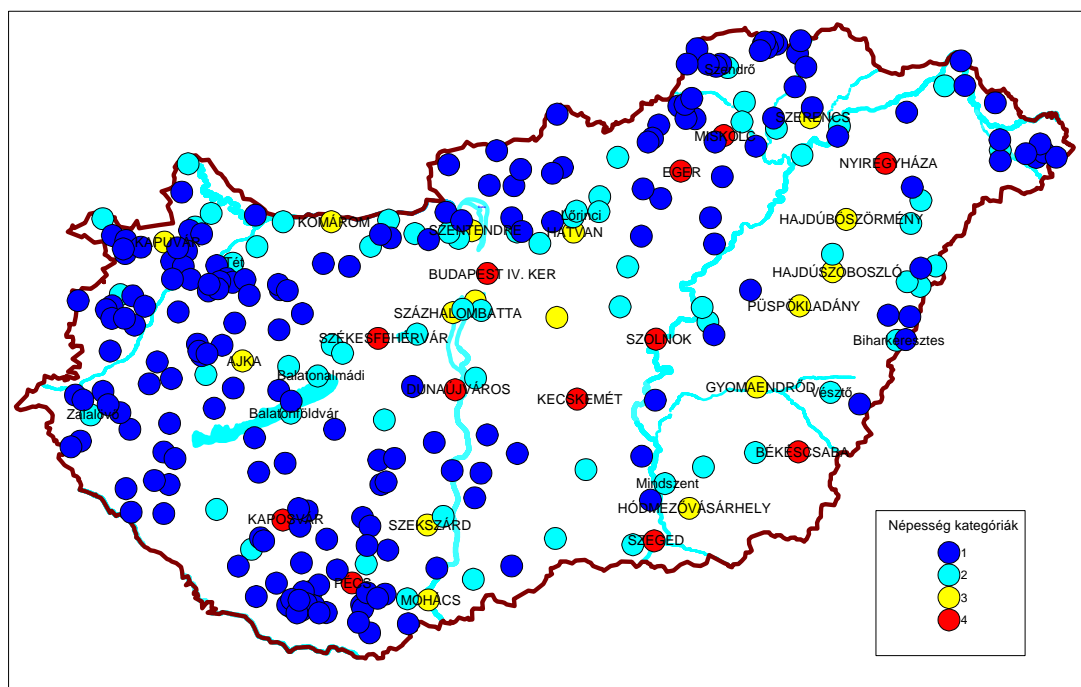 Szendrő
SZERENCS
MISKOLC
NYÍREGYHÁZA
EGER
Lőrinci
HAJDÚBÖSZÖRMÉNY
KOMÁROM
SZENTENDRE
HATVAN
KAPUVÁR
Tét
BUDAPEST IV. KER
HAJDÚSZOBOSZLÓ
PÜSPÖKLADÁNY
SZÁZHALOMBATTA
SZÉKESFEHÉRVÁR
SZOLNOK
Biharkeresztes
AJKA
Balatonalmádi
DUNAÚJVÁROS
GYOMAENDRŐD
Vésztő
KECSKEMÉT
Zalalövő
Balatonföldvár
BÉKÉSCSABA
Mindszent
HÓDMEZŐVÁSÁRHELY
KAPOSVÁR
SZEKSZÁRD
SZEGED
PÉCS
MOHÁCS
Népesség kategóriák
1
2
3
4